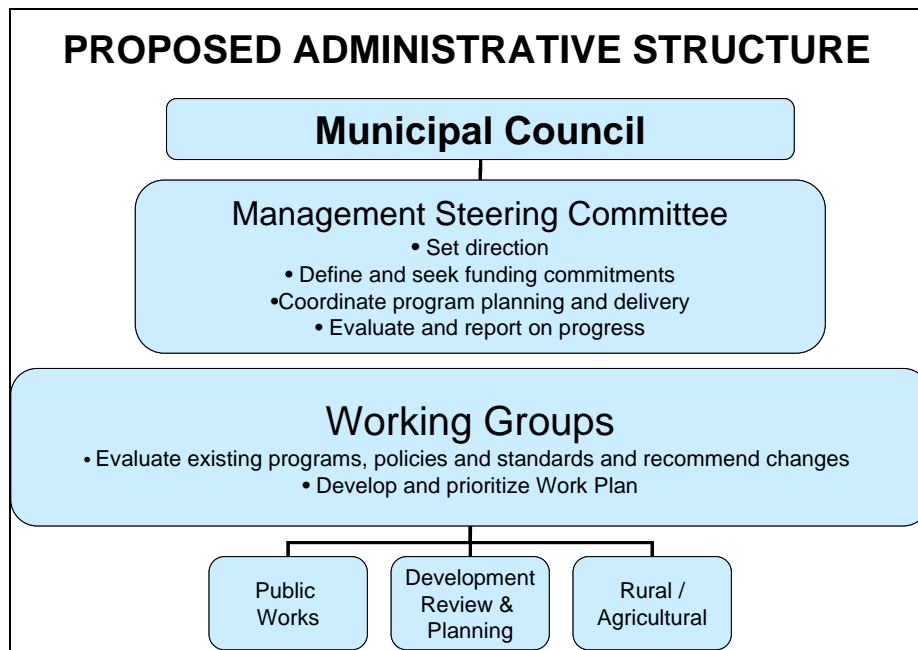 PROPOSED ADMINISTRATIVE STRUCTURE
Municipal Council
Management Steering Committee
• Set direction
• Define and seek funding commitments
•Coordinate program planning and delivery
• Evaluate and report on progress
Working Groups
• Evaluate existing programs, policies and standards and recommend changes
• Develop and prioritize Work Plan
Public
Works
Development
Review &
Planning
Rural /
Agricultural